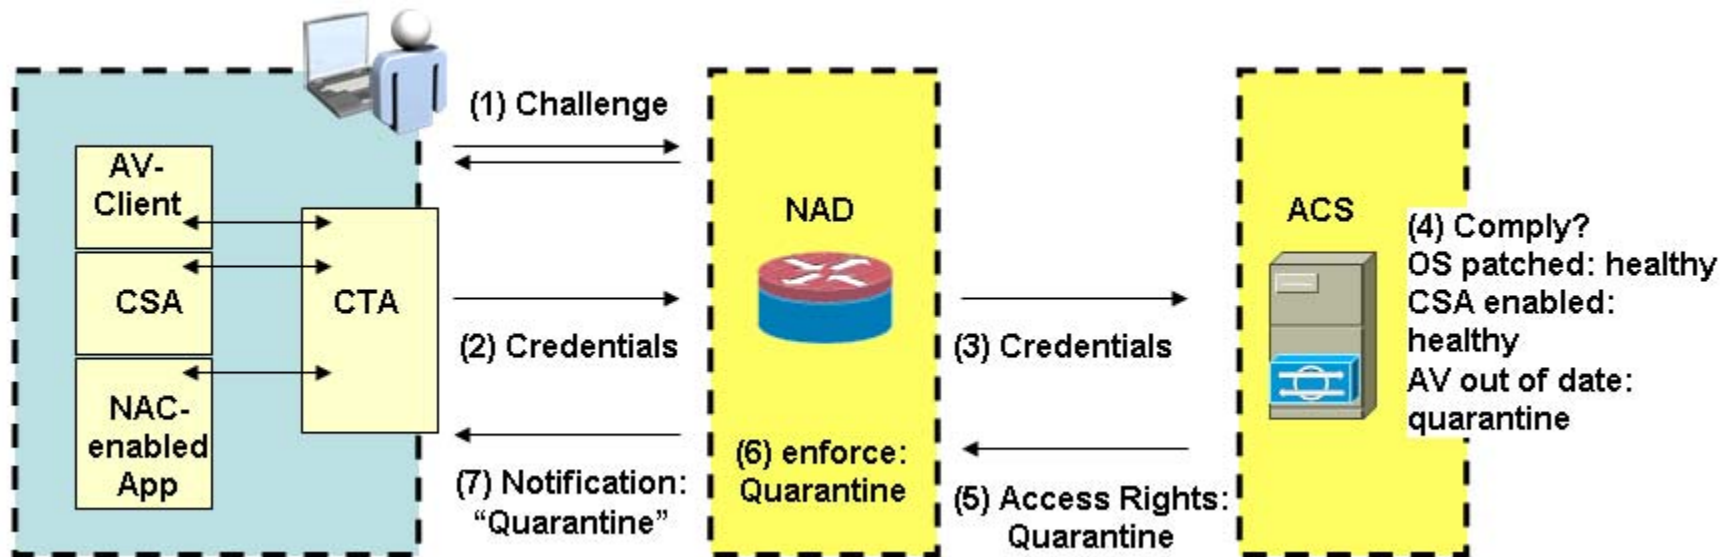 AV-
Client
CSA
NAC-
enabled
App
CTA
(1) Challenge
(2) Credentials
(7) Notification:
“Quarantine”
NAD
(6) enforce:
Quarantine
(3) Credentials
(5) Access Rights:
Quarantine
ACS
(4) Comply?
OS patched: healthy
CSA enabled:
healthy
AV out of date:
quarantine